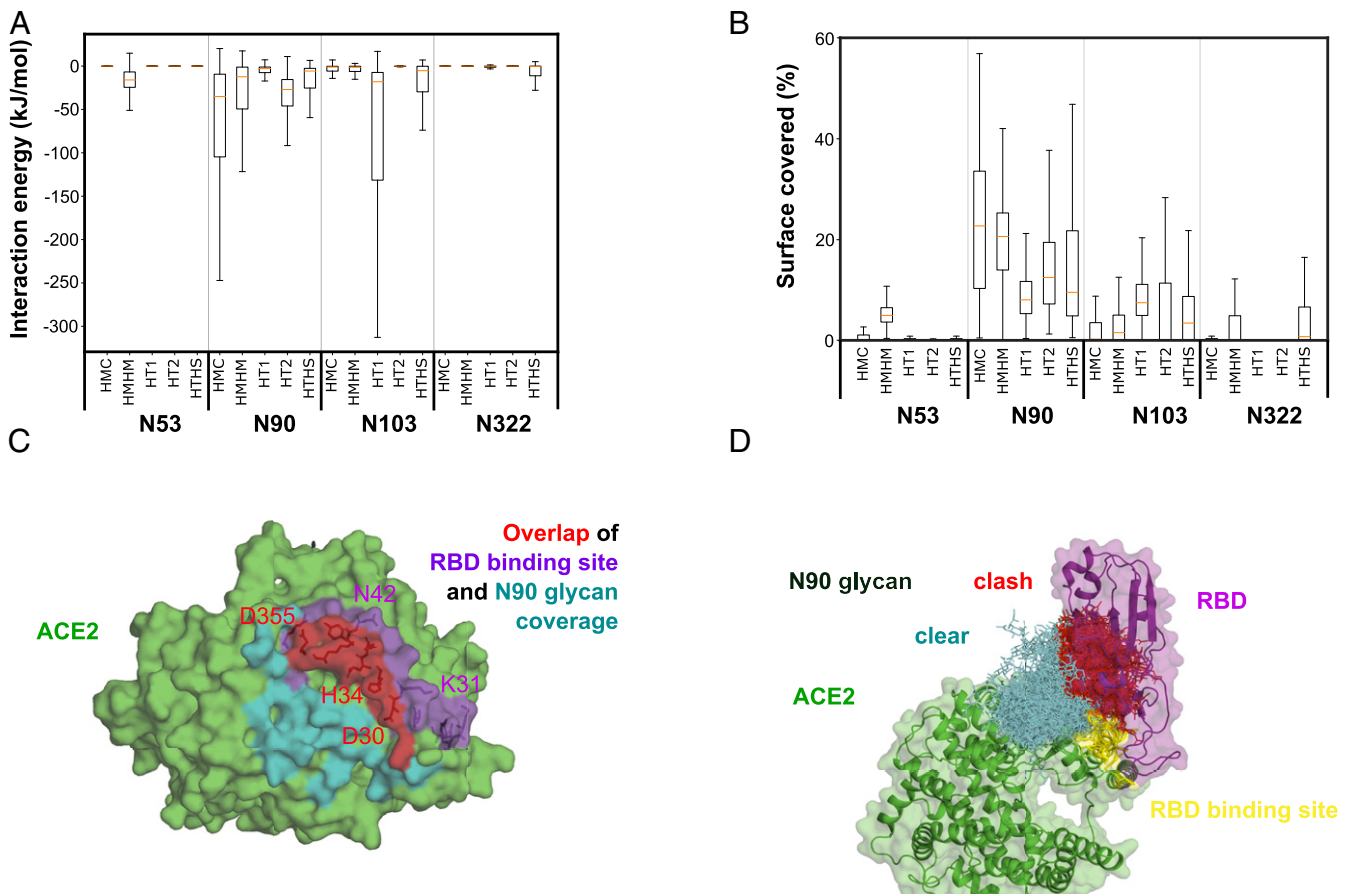 A
Interaction energy (kJ/mol)
0
-50
-100
-150
-200
-250
-300
HMC
HMHM
HT1
HT2
HTHS
HMC
HMHM
HT1
HT2
HTHS
HMC
HMHM
HT1
HT2
HTHS
HMC
HMHM
HT1
HT2
HTHS
N53
N90
N103
N322
B
Surface covered (%)
60
40
20
0
HMC
HMHM
HT1
HT2
HTHS
HMC
HMHM
HT1
HT2
HTHS
HMC
HMHM
HT1
HT2
HTHS
HMC
HMHM
HT1
HT2
HTHS
N53
N90
N103
N322
C
Overlap of
RBD binding site
and N90 glycan
coverage
ACE2
D355
N42
H34
K31
D30
D
N90 glycan
clash
RBD
clear
ACE2
RBD binding site